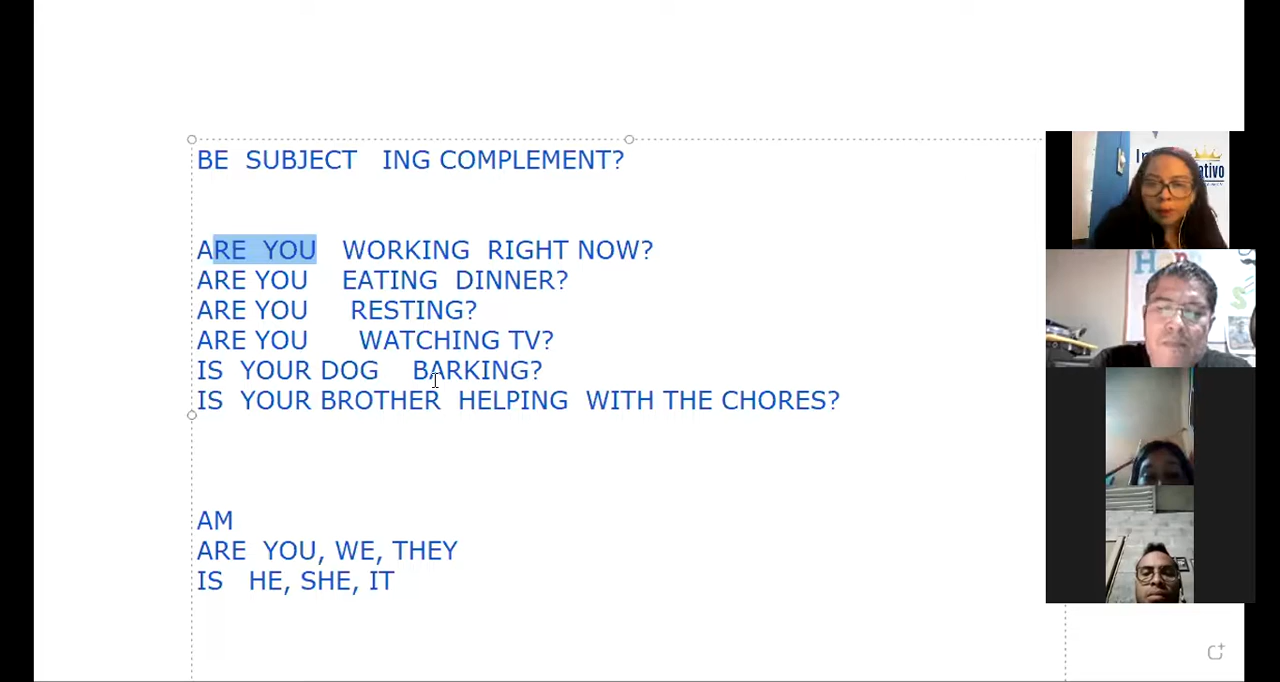 BE SUBJECT ING COMPLEMENT?
ARE YOU WORKING RIGHT NOW?
ARE YOU EATING DINNER?
ARE YOU RESTING?
ARE YOU WATCHING TV?
IS YOUR DOG BARKING?
IS YOUR BROTHER HELPING WITH THE CHORES?
AM
ARE YOU, WE, THEY
IS HE, SHE, IT